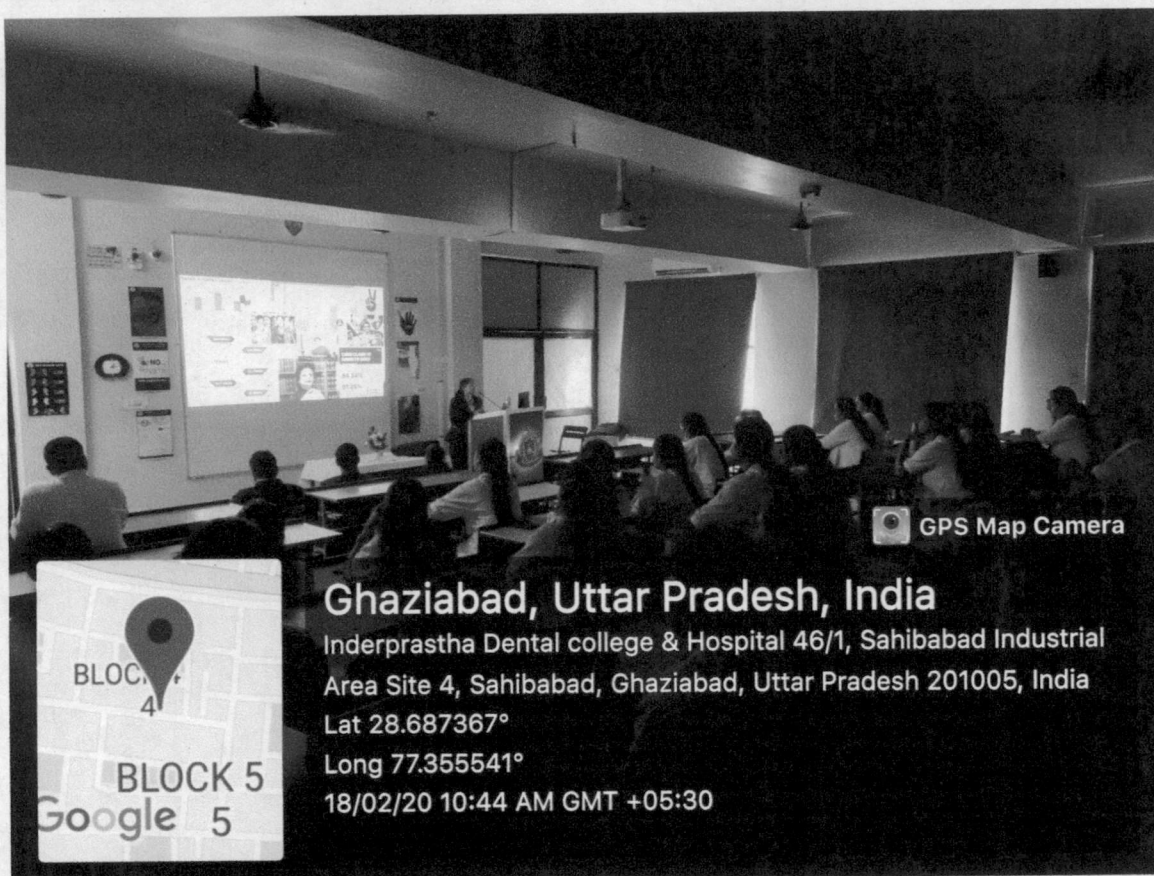 NO
GPS Map Camera
BLOCK 4
4
BLOCK 5
Google 5
Ghaziabad, Uttar Pradesh, India
Inderprastha Dental college & Hospital 46/1, Sahibabad Industrial
Area Site 4, Sahibabad, Ghaziabad, Uttar Pradesh 201005, India
Lat 28.687367°
Long 77.355541°
18/02/20 10:44 AM GMT +05:30